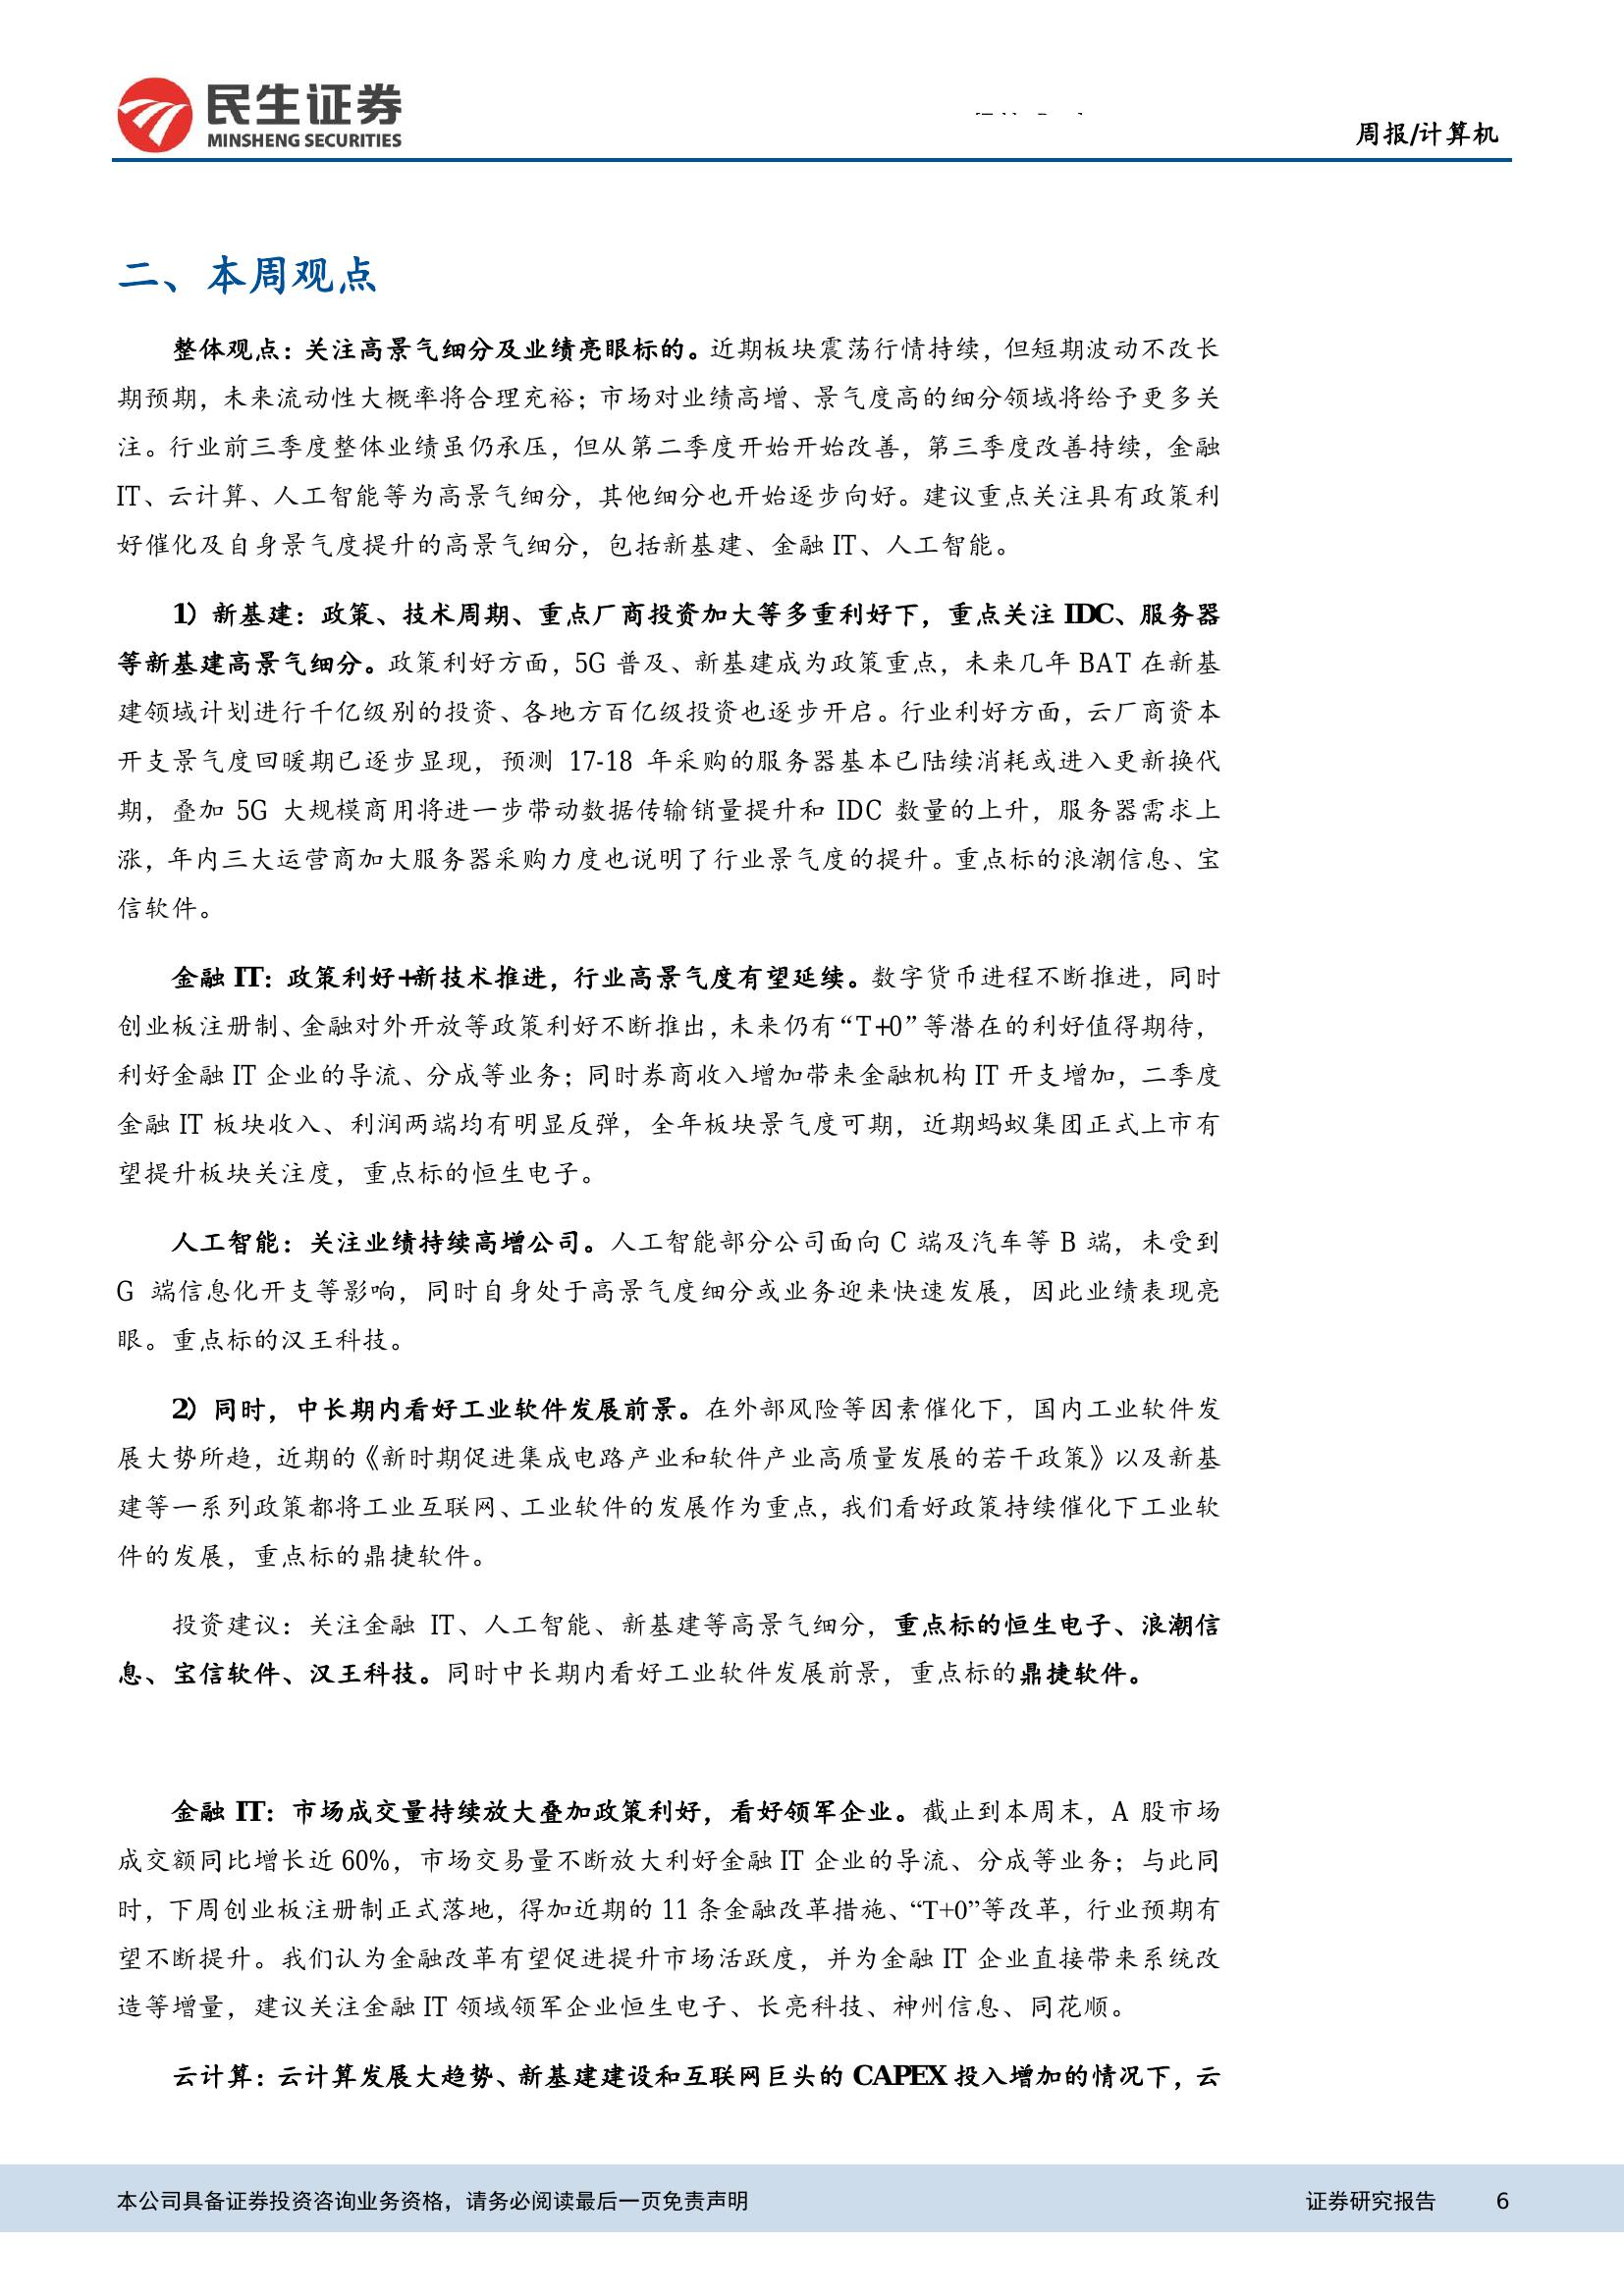 民生证券
MINSHENG SECURITIES
周报/计算机
二、本周观点
整体观点：关注高景气细分及业绩亮眼标的。近期板块震荡行情持续，但短期波动不改长
期预期，未来流动性大概率将合理充裕；市场对业绩高增、景气度高的细分领域将给予更多关
注。行业前三季度整体业绩虽仍承压，但从第二季度开始开始改善，第三季度改善持续，金融
IT、云计算、人工智能等为高景气细分，其他细分也开始逐步向好。建议重点关注具有政策利
好催化及自身景气度提升的高景气细分，包括新基建、金融 IT、人工智能。
1）新基建：政策、技术周期、重点厂商投资加大等多重利好下，重点关注 IDC、服务器
等新基建高景气细分。政策利好方面，5G 普及、新基建成为政策重点，未来几年 BAT 在新基
建领域计划进行千亿级别的投资、各地方百亿级投资也逐步开启。行业利好方面，云厂商资本
开支景气度回暖期已逐步显现，预测 17-18 年采购的服务器基本已陆续消耗或进入更新换代
期，叠加 5G 大规模商用将进一步带动数据传输销量提升和 IDC 数量的上升，服务器需求上
涨，年内三大运营商加大服务器采购力度也说明了行业景气度的提升。重点标的浪潮信息、宝
信软件。
金融 IT：政策利好+新技术推进，行业高景气度有望延续。数字货币进程不断推进，同时
创业板注册制、金融对外开放等政策利好不断推出，未来仍有“T+0”等潜在的利好值得期待，
利好金融 IT 企业的导流、分成等业务；同时券商收入增加带来金融机构 IT 开支增加，二季度
金融 IT 板块收入、利润两端均有明显反弹，全年板块景气度可期，近期蚂蚁集团正式上市有
望提升板块关注度，重点标的恒生电子。
人工智能：关注业绩持续高增公司。人工智能部分公司面向 C 端及汽车等 B 端，未受到
G 端信息化开支等影响，同时自身处于高景气度细分或业务迎来快速发展，因此业绩表现亮
眼。重点标的汉王科技。
2）同时，中长期内看好工业软件发展前景。在外部风险等因素催化下，国内工业软件发
展大势所趋，近期的《新时期促进集成电路产业和软件产业高质量发展的若干政策》以及新基
建等一系列政策都将工业互联网、工业软件的发展作为重点，我们看好政策持续催化下工业软
件的发展，重点标的鼎捷软件。
投资建议：关注金融 IT、人工智能、新基建等高景气细分，重点标的恒生电子、浪潮信
息、宝信软件、汉王科技。同时中长期内看好工业软件发展前景，重点标的鼎捷软件。
金融 IT：市场成交量持续放大叠加政策利好，看好领军企业。截止到本周末，A 股市场
成交额同比增长近 60%，市场交易量不断放大利好金融 IT 企业的导流、分成等业务；与此同
时，下周创业板注册制正式落地，得加近期的 11 条金融改革措施、“T+0”等改革，行业预期有
望不断提升。我们认为金融改革有望促进提升市场活跃度，并为金融 IT 企业直接带来系统改
造等增量，建议关注金融 IT 领域领军企业恒生电子、长亮科技、神州信息、同花顺。
云计算：云计算发展大趋势、新基建建设和互联网巨头的 CAPEX 投入增加的情况下，云
本公司具备证券投资咨询业务资格，请务必阅读最后一页免责声明
证券研究报告 6